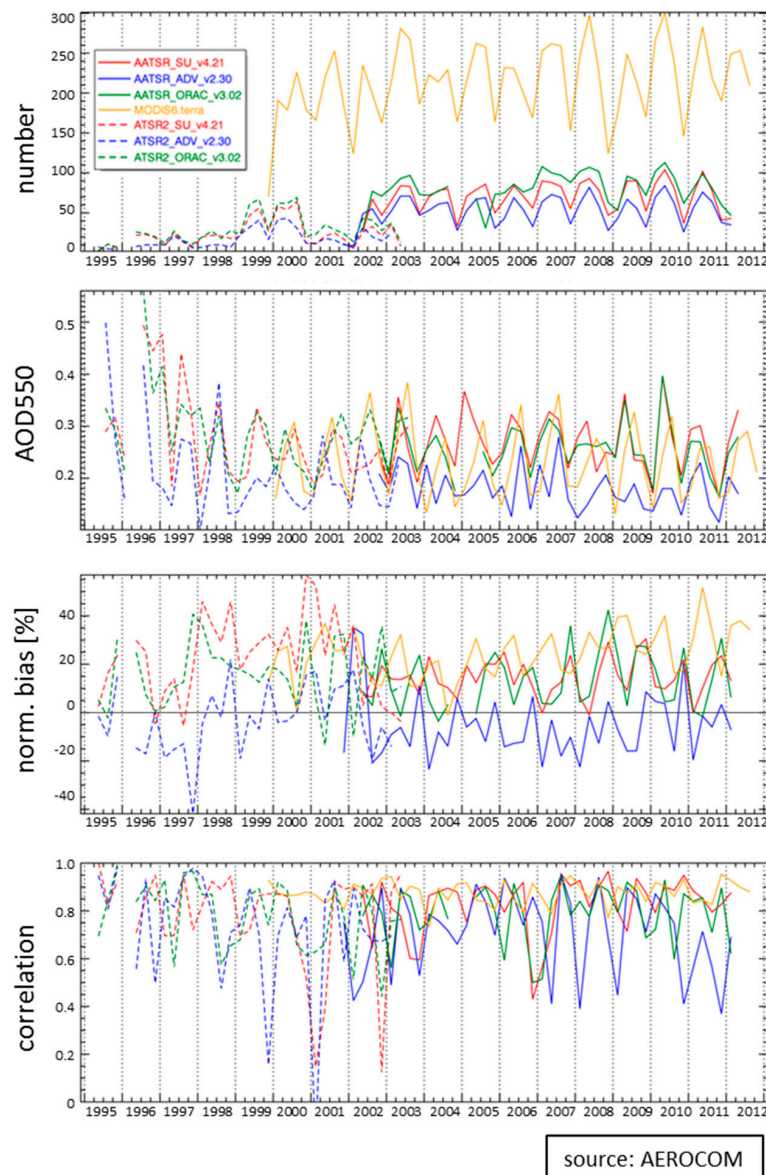 number
300
250
200
150
100
50
0
AATSR_SU_v4.21
AATSR_ADV_v2.30
AATSR_ORAC_v3.02
MODIS6.terra
ATSR2_SU_v4.21
ATSR2_ADV_v2.30
ATSR2_ORAC_v3.02
1995 1996 1997 1998 1999 2000 2001 2002 2003 2004 2005 2006 2007 2008 2009 2010 2011 2012
AOD550
0.5
0.4
0.3
0.2
1995 1996 1997 1998 1999 2000 2001 2002 2003 2004 2005 2006 2007 2008 2009 2010 2011 2012
norm. bias [%]
40
20
0
-20
-40
1995 1996 1997 1998 1999 2000 2001 2002 2003 2004 2005 2006 2007 2008 2009 2010 2011 2012
correlation
1.0
0.8
0.6
0.4
0.2
0
1995 1996 1997 1998 1999 2000 2001 2002 2003 2004 2005 2006 2007 2008 2009 2010 2011 2012
source: AEROCOM